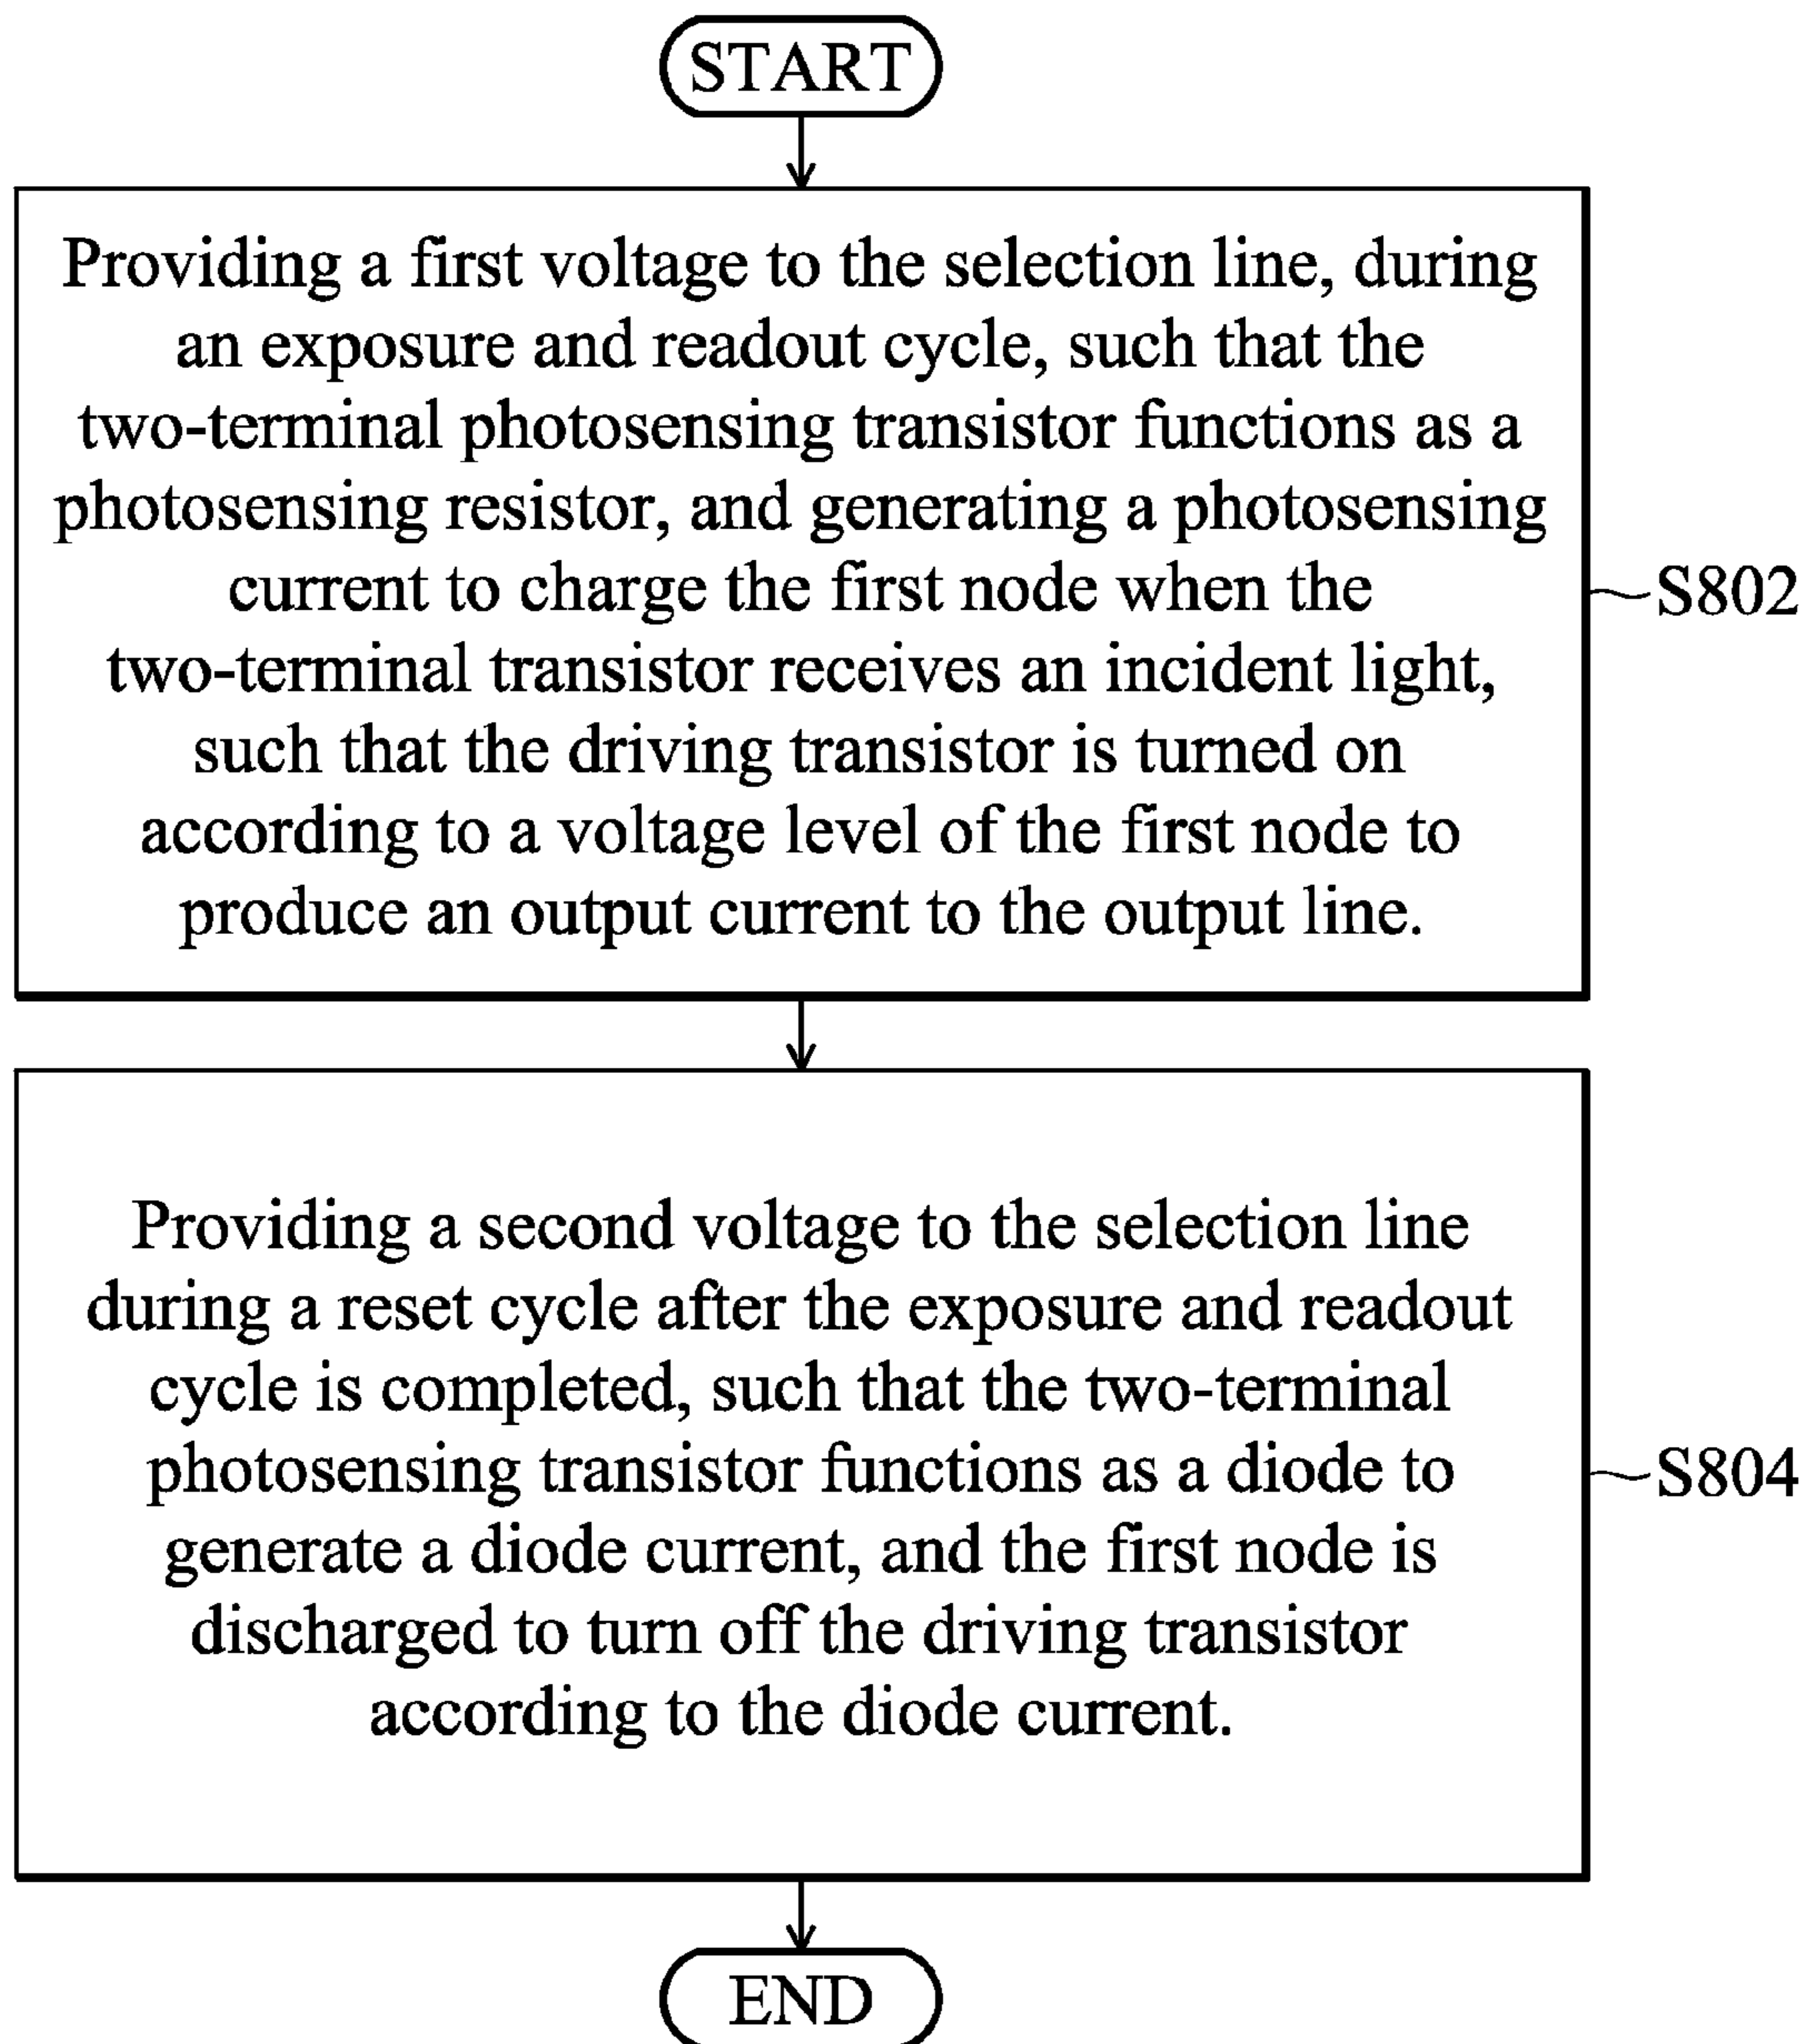 START
Providing a first voltage to the selection line, during
an exposure and readout cycle, such that the
two-terminal photosensing transistor functions as a
photosensing resistor, and generating a photosensing
current to charge the first node when the
two-terminal transistor receives an incident light,
such that the driving transistor is turned on
according to a voltage level of the first node to
produce an output current to the output line.
S802
Providing a second voltage to the selection line
during a reset cycle after the exposure and readout
cycle is completed, such that the two-terminal
photosensing transistor functions as a diode to
generate a diode current, and the first node is
discharged to turn off the driving transistor
according to the diode current.
S804
END